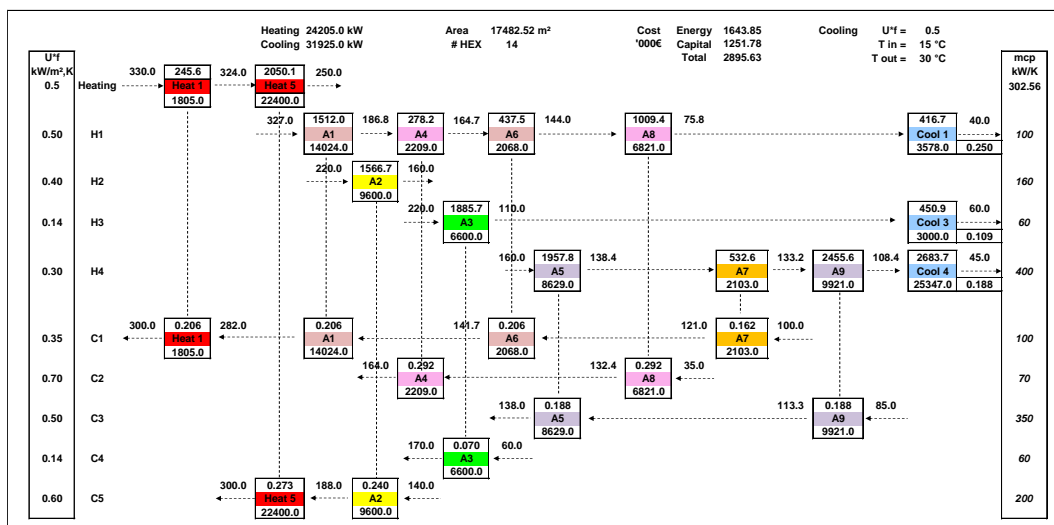 Heating 24205.0 kW Area 17482.52 m² Cost Energy 1643.85 Cooling U*f = 0.5
Cooling 31925.0 kW # HEX 14 '000€ Capital 1251.78 T in = 15 °C
Total 2895.63 T out = 30 °C
U*f mcp
kW/m²,K kW/K
330.0 245.6 324.0 2050.1 250.0
0.5 Heating Heat 1 Heat 5 302.56
1805.0 22400.0
327.0 1512.0 186.8 278.2 164.7 437.5 144.0 1009.4 75.8 416.7 40.0
0.50 H1 A1 A4 A6 A8 Cool 1 100
14024.0 2209.0 2068.0 6821.0 3578.0 0.250
220.0 1566.7 160.0
0.40 H2 A2 160
9600.0
220.0 1885.7 110.0 450.9 60.0
0.14 H3 A3 Cool 3 60
6600.0 3000.0 0.109
160.0 1957.8 138.4 532.6 133.2 2455.6 108.4 2683.7 45.0
0.30 H4 A5 A7 A9 Cool 4 400
8629.0 2103.0 9921.0 25347.0 0.188
300.0 0.206 282.0 0.206 141.7 0.206 121.0 0.162 100.0
0.35 C1 Heat 1 A1 A6 A7 100
1805.0 14024.0 2068.0 2103.0
164.0 0.292 132.4 0.292 35.0
0.70 C2 A4 A8 70
2209.0 6821.0
138.0 0.188 113.3 0.188 85.0
0.50 C3 A5 A9 350
8629.0 9921.0
170.0 0.070 60.0
0.14 C4 A3 60
6600.0
300.0 0.273 188.0 0.240 140.0
0.60 C5 Heat 5 A2 200
22400.0 9600.0